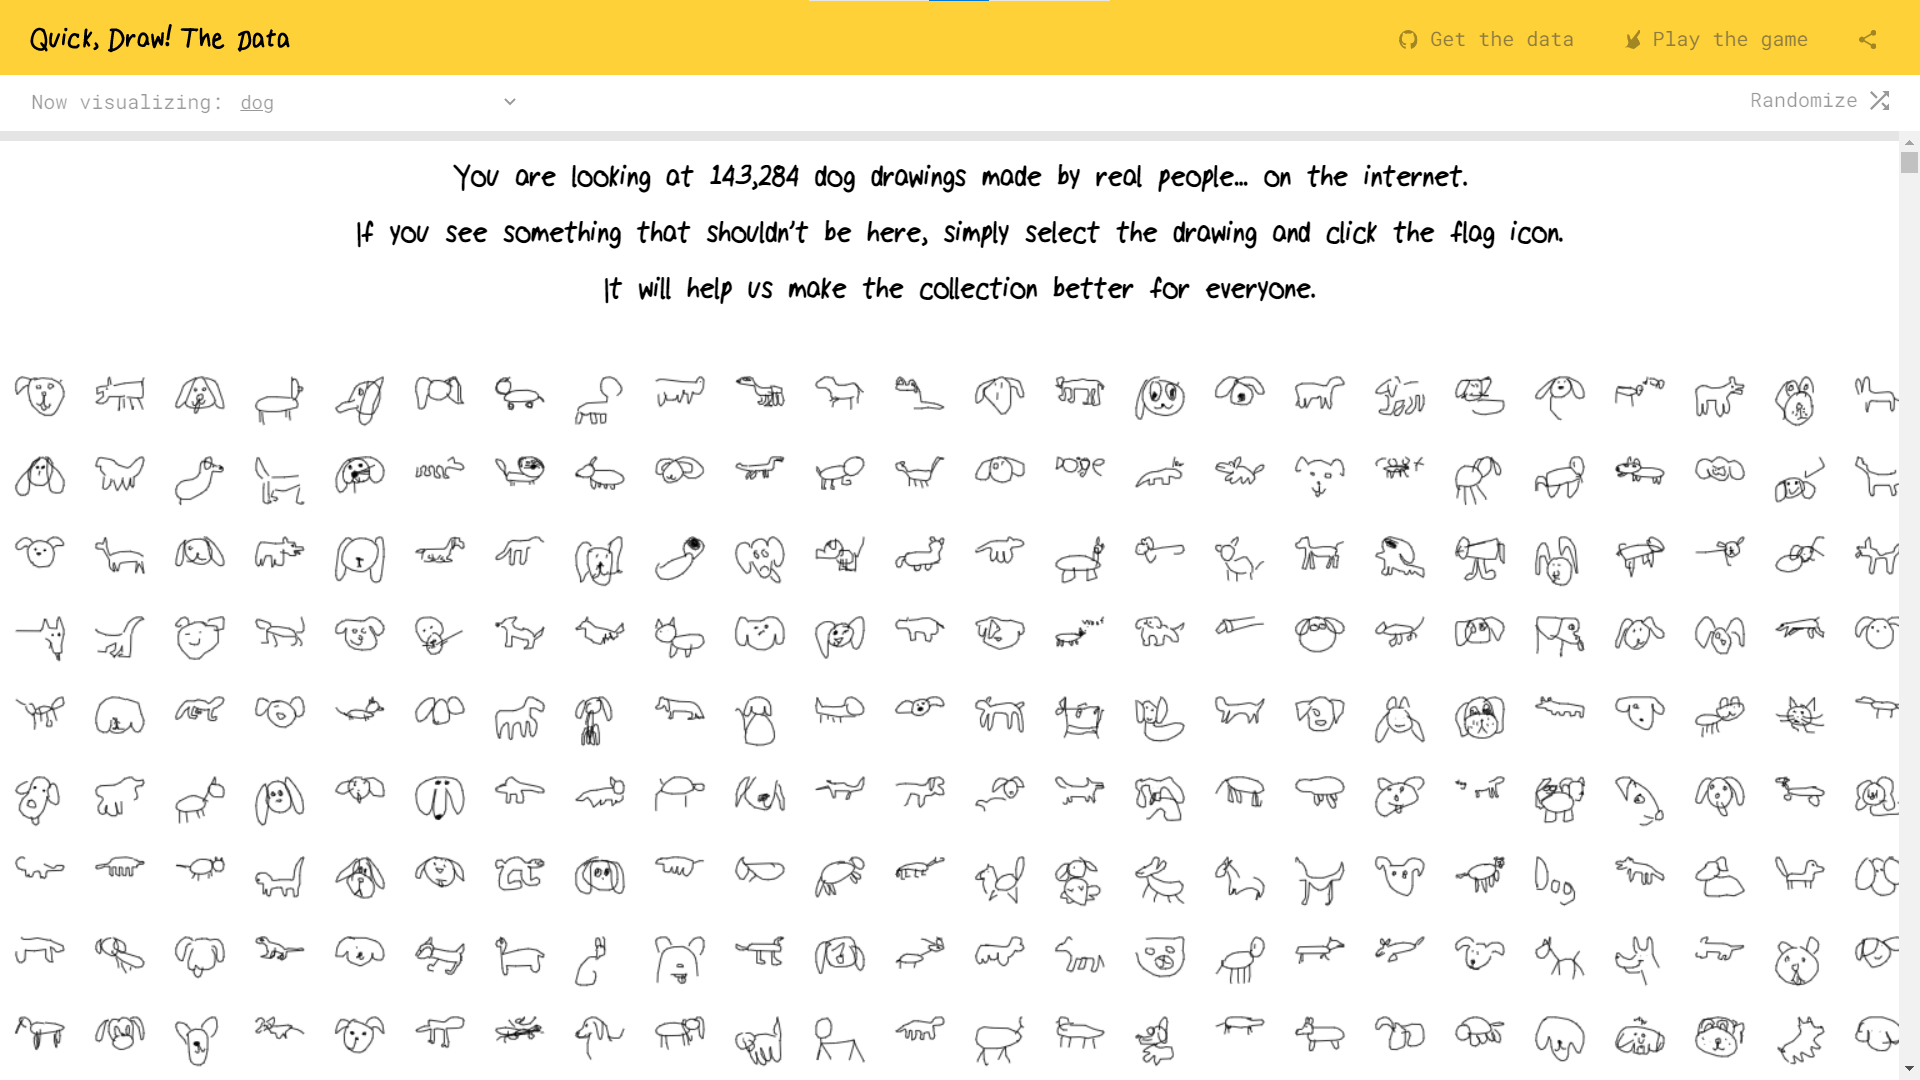 Quick, Draw! The Data
Get the data
Play the game
Now visualizing: dog
Randomize
You are looking at 143,284 dog drawings made by real people... on the internet.
If you see something that shouldn't be here, simply select the drawing and click the flag icon.
It will help us make the collection better for everyone.
DOGE
woof
Dog